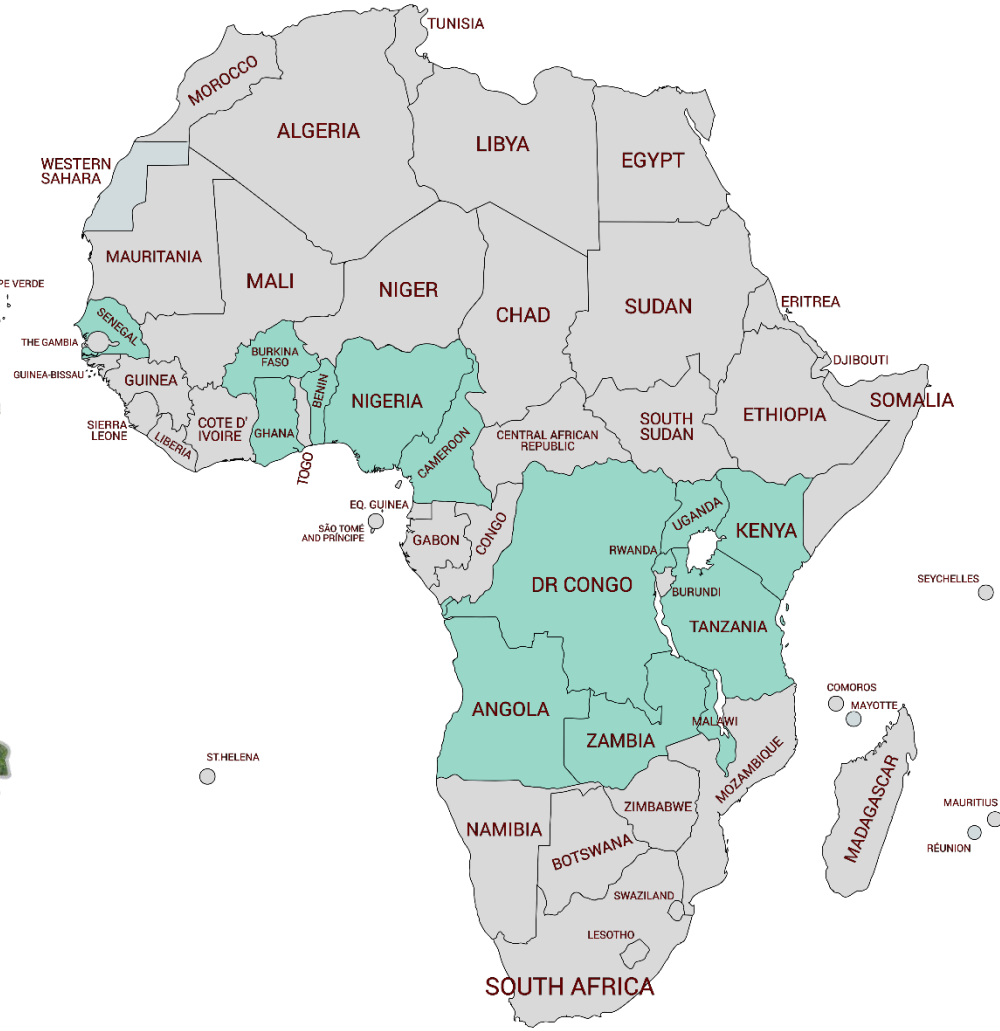 TUNISIA
MOROCCO
ALGERIA
LIBYA
EGYPT
WESTERN
SAHARA
MAURITANIA
MALI
NIGER
CHAD
SUDAN
ERITREA
PE VERDE
SENEGAL
THE GAMBIA
GUINEA-BISSAU
GUINEA
BURKINA
FASO
BENIN
NIGERIA
DJIBOUTI
SOMALIA
ETHIOPIA
SIERRA
LEONE
LIBERIA
COTE D'
IVOIRE
GHANA
TOGO
CAMEROON
CENTRAL AFRICAN
REPUBLIC
SOUTH
SUDAN
EQ. GUINEA
SÃO TOMÉ
AND PRÍNCIPE
GABON
CONGO
UGANDA
KENYA
RWANDA
DR CONGO
BURUNDI
SEYCHELLES
TANZANIA
ANGOLA
ZAMBIA
MALAWI
COMOROS
MAYOTTE
ST.HELENA
MOZAMBIQUE
MADAGASCAR
MAURITIUS
RÉUNION
ZIMBABWE
NAMIBIA
BOTSWANA
SWAZILAND
LESOTHO
SOUTH AFRICA